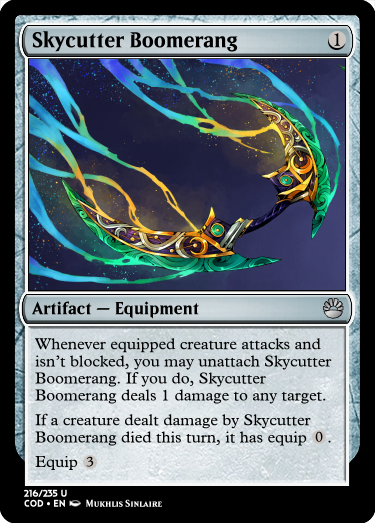 Skycutter Boomerang 1
Artifact — Equipment
Whenever equipped creature attacks and
isn't blocked, you may unattach Skycutter
Boomerang. If you do, Skycutter
Boomerang deals 1 damage to any target.
If a creature dealt damage by Skycutter
Boomerang died this turn, it has equip 0.
Equip 3
216/235 U
COD • EN Mukhlis Sinlaire